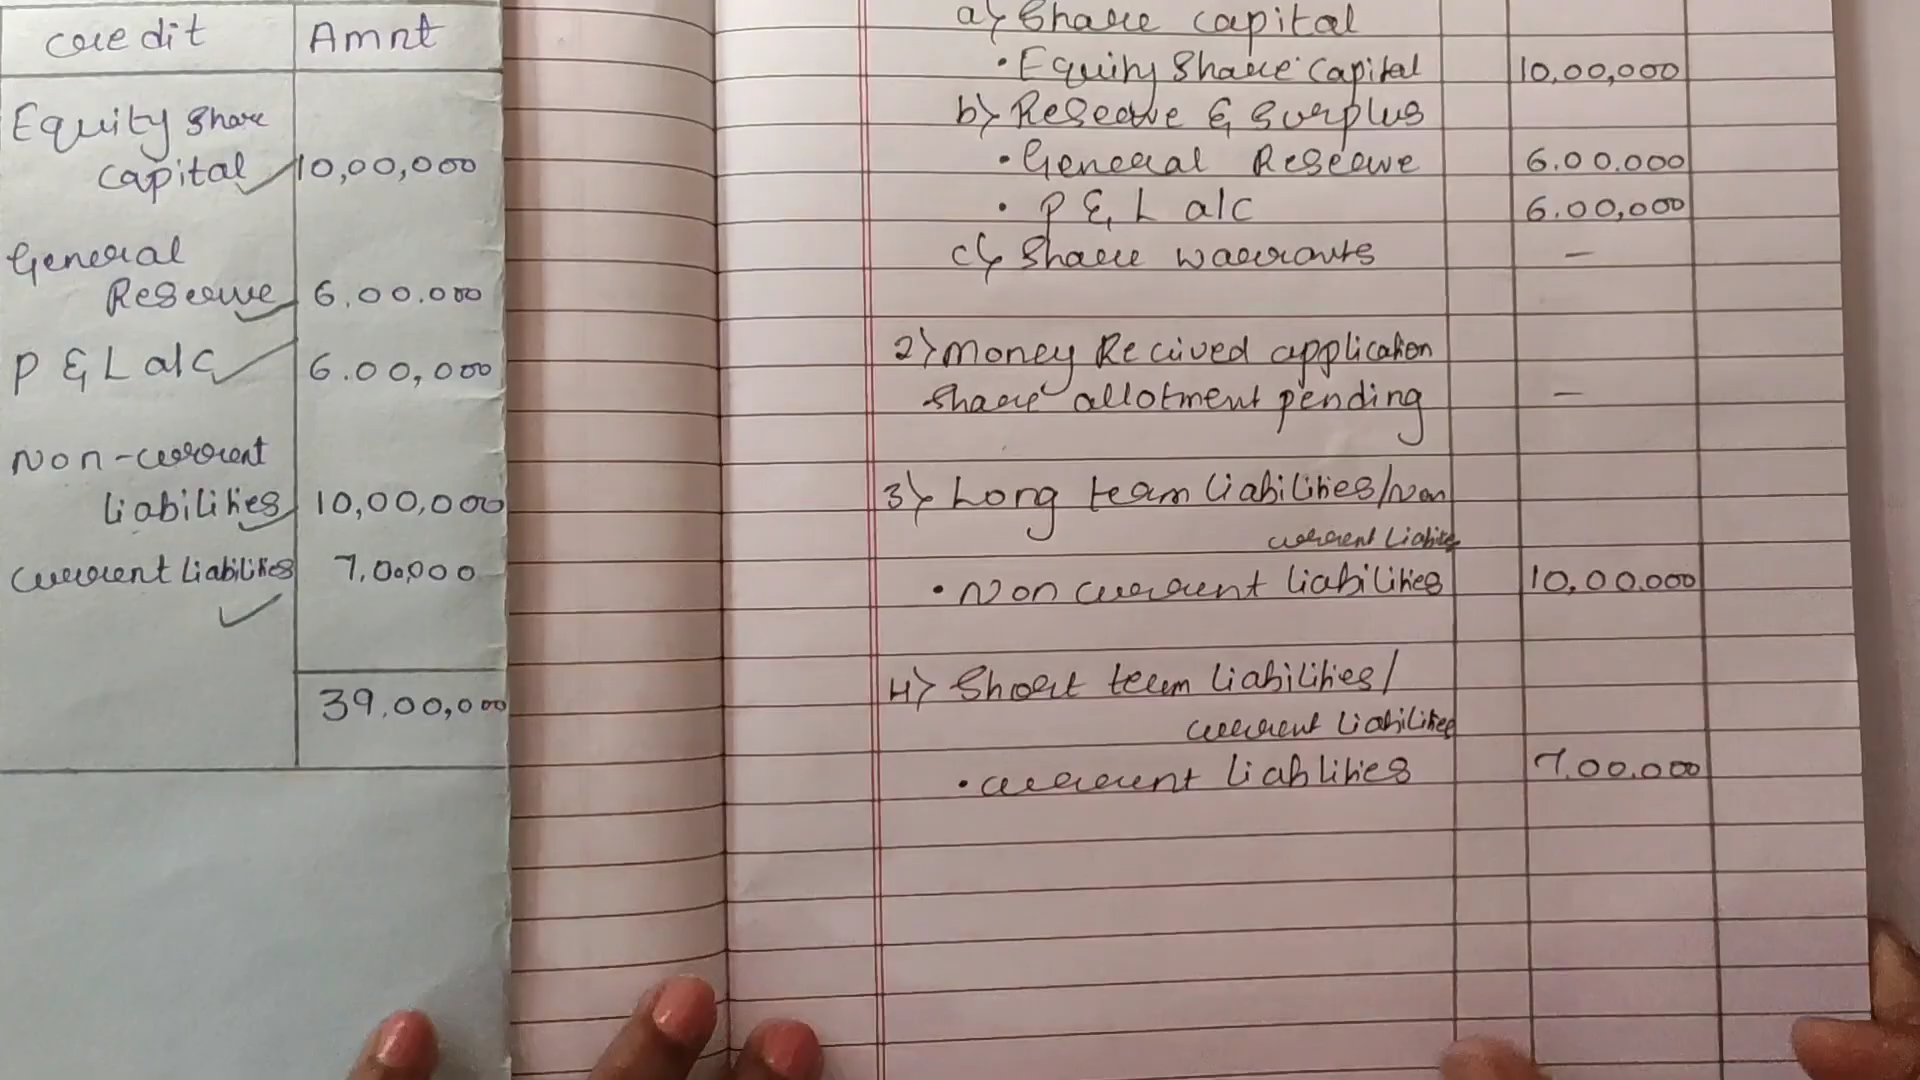 Credit Amnt
Equity Share
Capital 10,00,000
General
Reserve 6.00.000
P & L a/c 6.00,000
Non-current
Liabilities 10,00,000
Current Liabilities 7,00,000
39,00,000
a) Share Capital
• Equity Share Capital 10,00,000
b) Reserve & Surplus
• General Reserve 6.00.000
• P & L a/c 6.00,000
c) Share warrants —
2) Money Recived application
Share allotment pending —
3) Long team Liabilities/Non
current Liabilits
• Non current liabilities 10,00.000
4) Short term Liabilities/
current Liabilities
• current Liablities 7.00.000